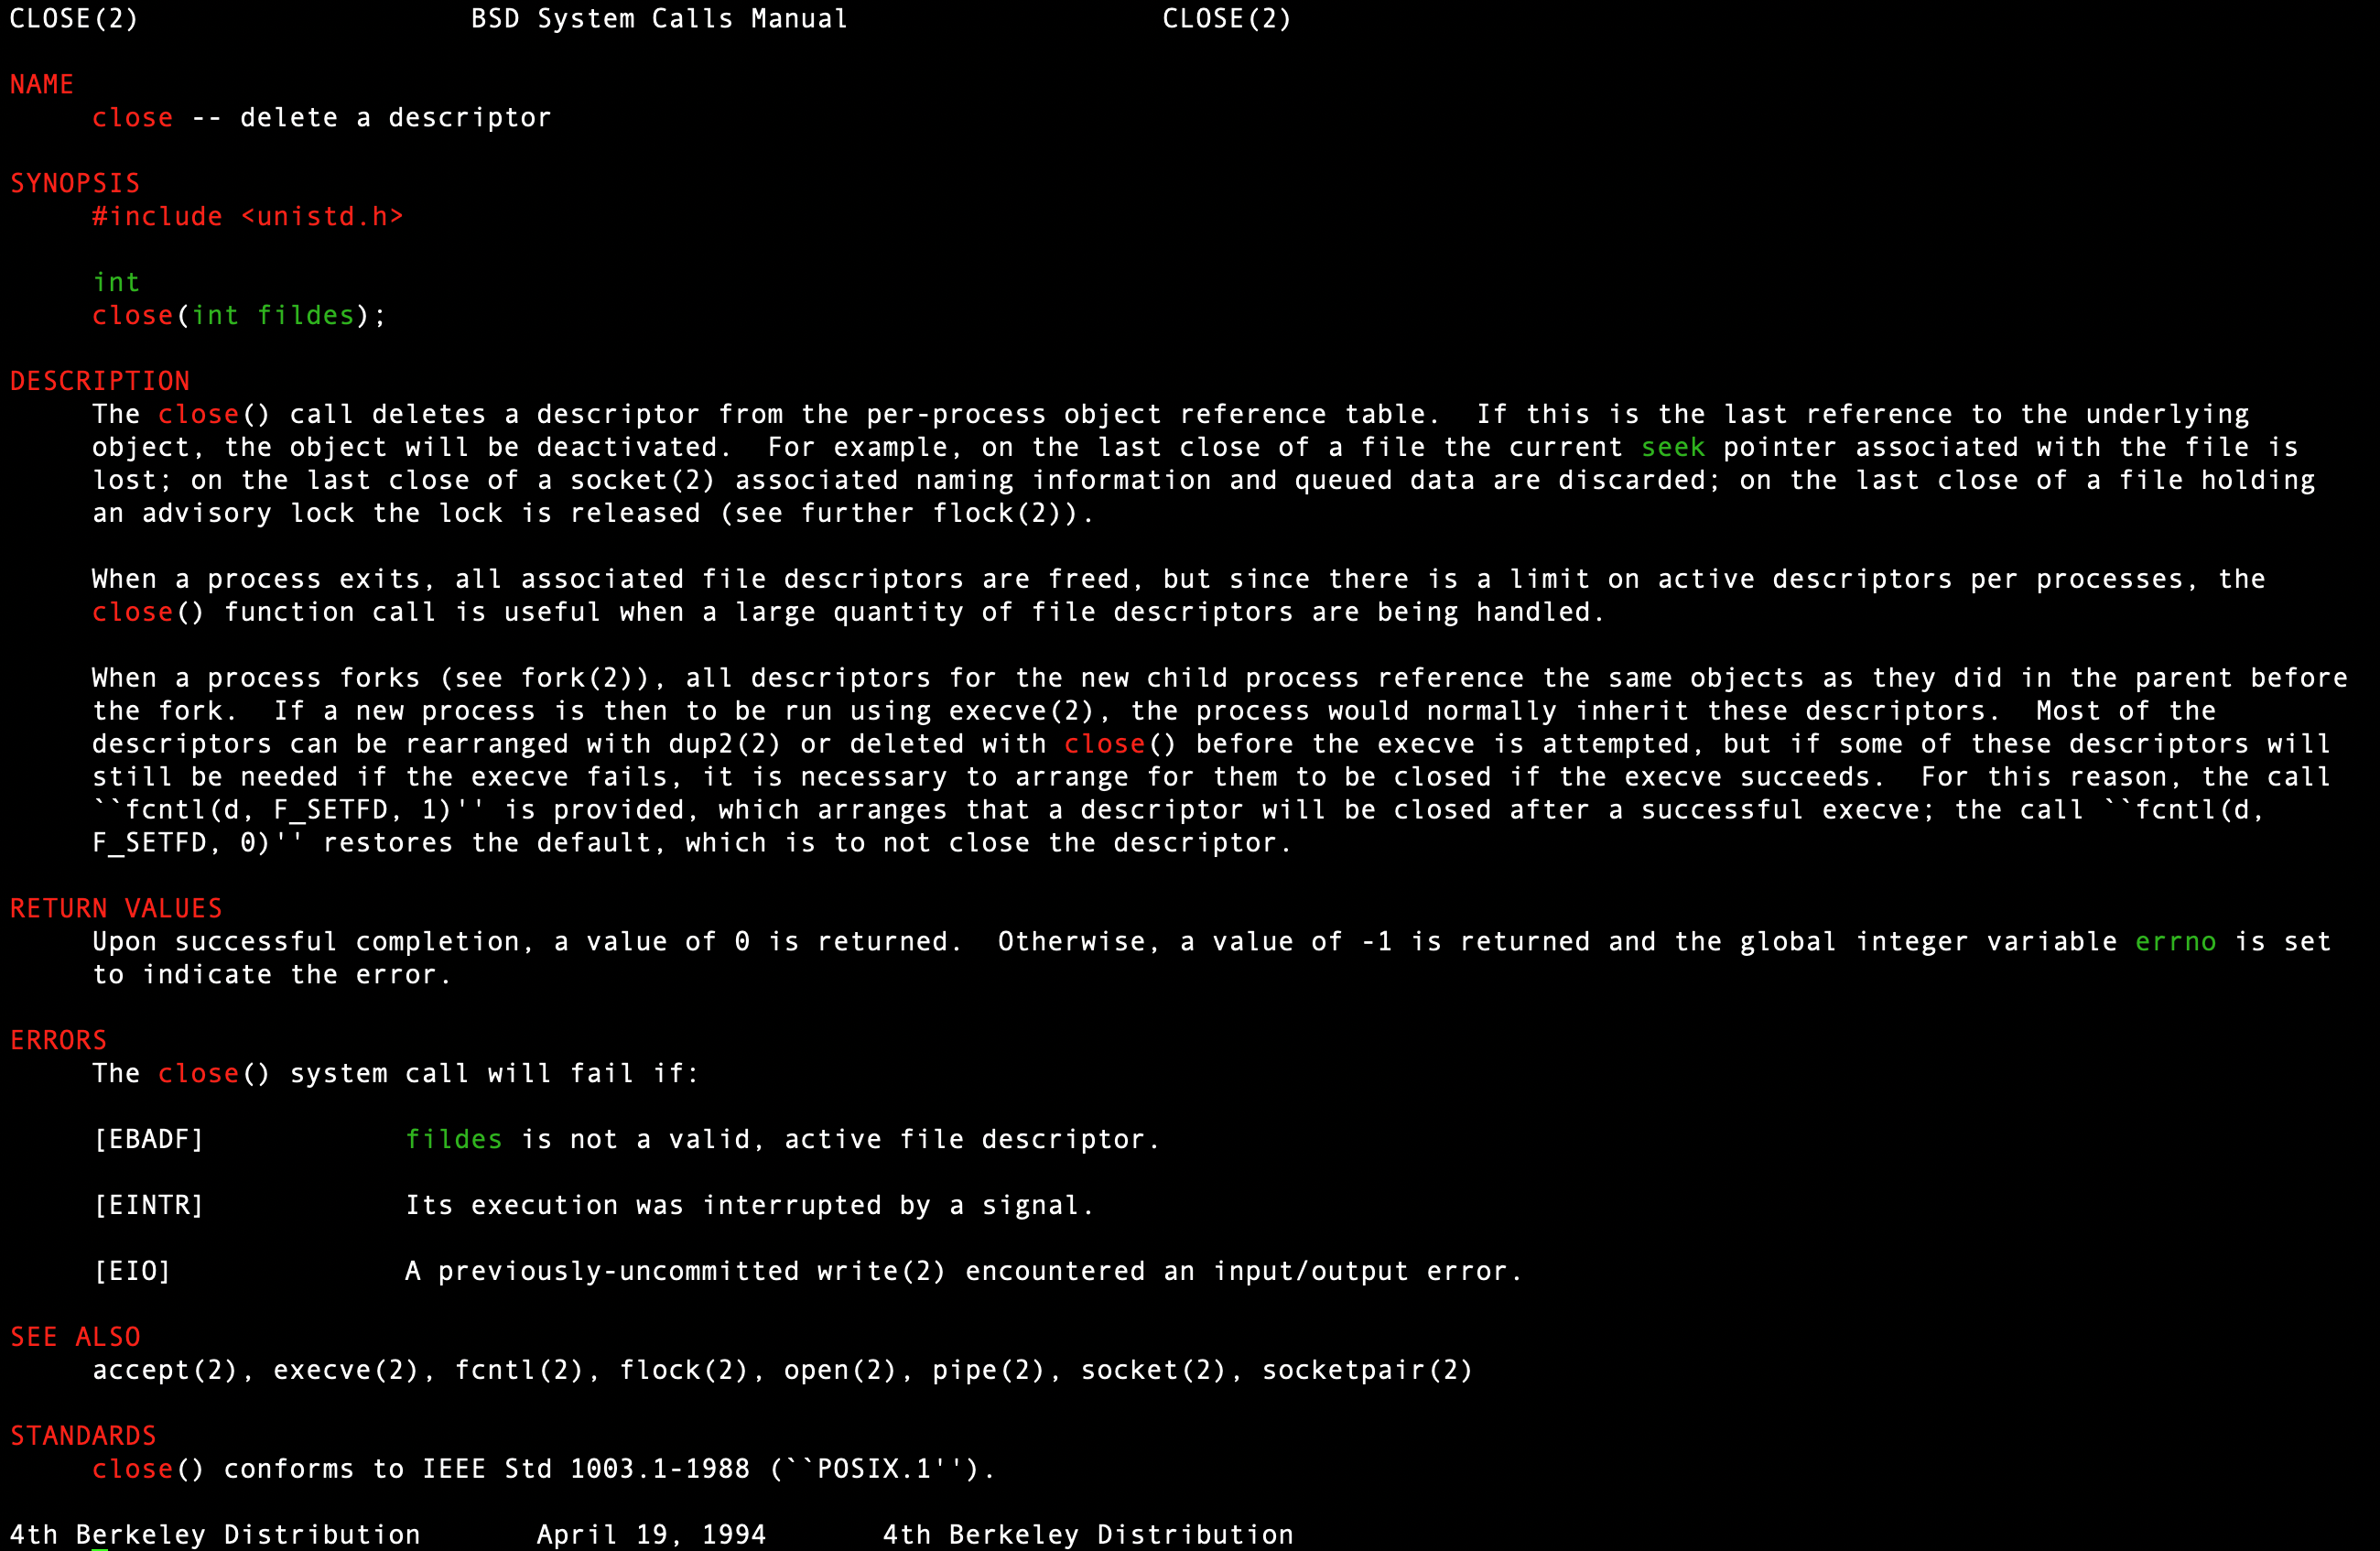 CLOSE(2)                    BSD System Calls Manual                   CLOSE(2)

NAME
     close -- delete a descriptor

SYNOPSIS
     #include <unistd.h>

     int
     close(int fildes);

DESCRIPTION
     The close() call deletes a descriptor from the per-process object reference table.  If this is the last reference to the underlying
     object, the object will be deactivated.  For example, on the last close of a file the current seek pointer associated with the file is
     lost; on the last close of a socket(2) associated naming information and queued data are discarded; on the last close of a file holding
     an advisory lock the lock is released (see further flock(2)).

     When a process exits, all associated file descriptors are freed, but since there is a limit on active descriptors per processes, the
     close() function call is useful when a large quantity of file descriptors are being handled.

     When a process forks (see fork(2)), all descriptors for the new child process reference the same objects as they did in the parent before
     the fork.  If a new process is then to be run using execve(2), the process would normally inherit these descriptors.  Most of the
     descriptors can be rearranged with dup2(2) or deleted with close() before the execve is attempted, but if some of these descriptors will
     still be needed if the execve fails, it is necessary to arrange for them to be closed if the execve succeeds.  For this reason, the call
     ``fcntl(d, F_SETFD, 1)'' is provided, which arranges that a descriptor will be closed after a successful execve; the call ``fcntl(d,
     F_SETFD, 0)'' restores the default, which is to not close the descriptor.

RETURN VALUES
     Upon successful completion, a value of 0 is returned.  Otherwise, a value of -1 is returned and the global integer variable errno is set
     to indicate the error.

ERRORS
     The close() system call will fail if:

     [EBADF]            fildes is not a valid, active file descriptor.

     [EINTR]            Its execution was interrupted by a signal.

     [EIO]              A previously-uncommitted write(2) encountered an input/output error.

SEE ALSO
     accept(2), execve(2), fcntl(2), flock(2), open(2), pipe(2), socket(2), socketpair(2)

STANDARDS
     close() conforms to IEEE Std 1003.1-1988 (``POSIX.1'').

4th Berkeley Distribution       April 19, 1994       4th Berkeley Distribution